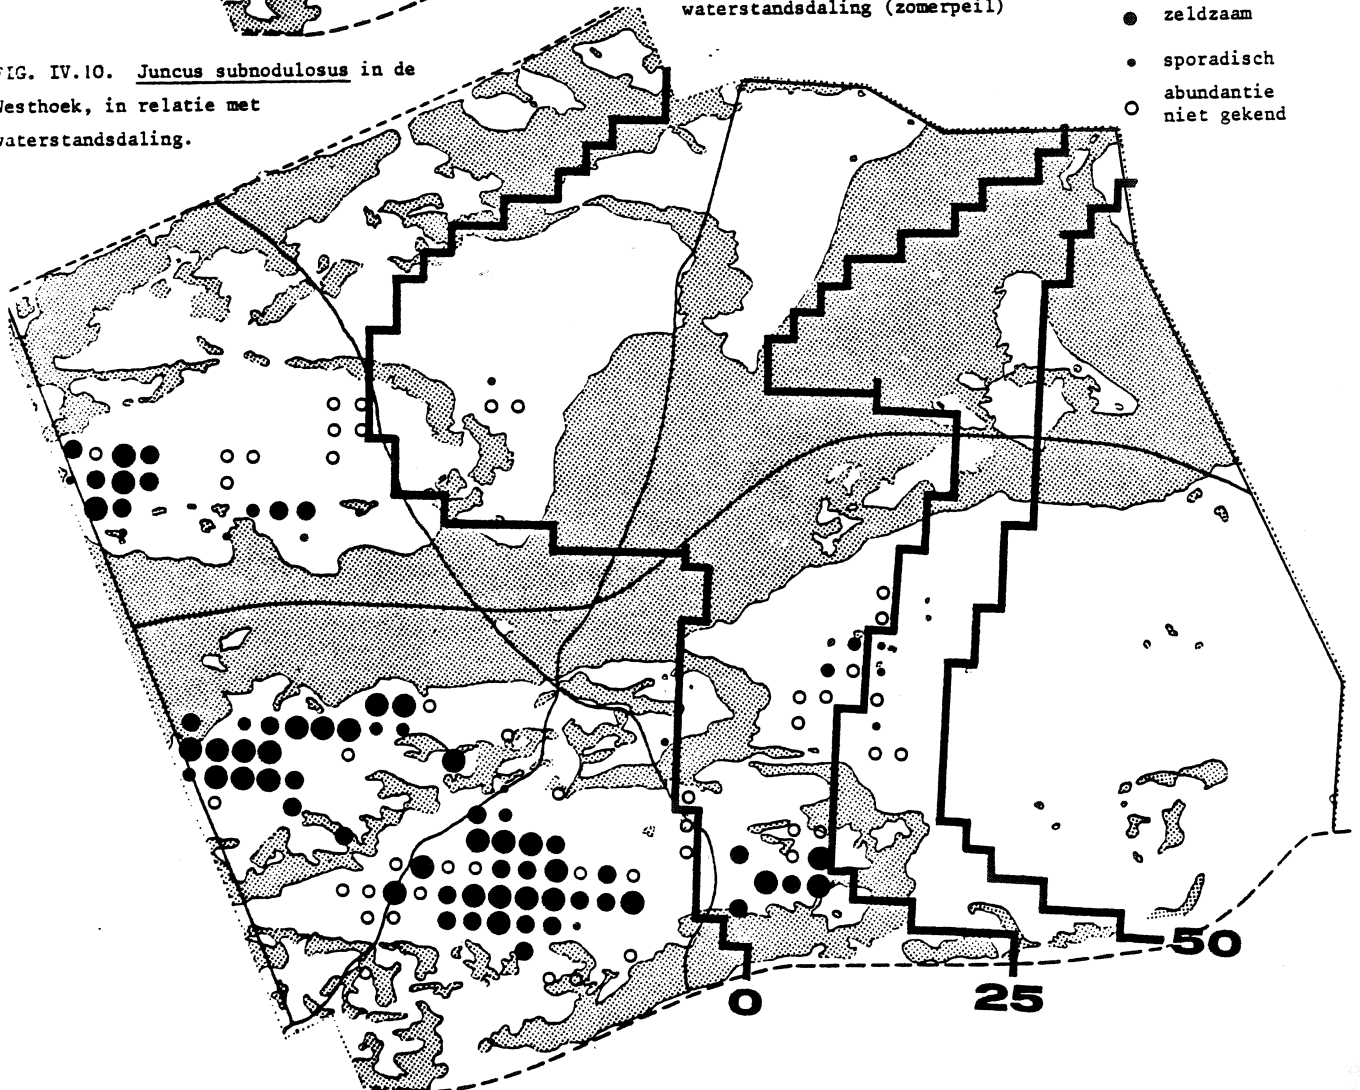 waterstandsdaling (zomerpeil)
zeldzaam
sporadisch
abundantie
niet gekend
FIG. IV.10. Juncus subnodulosus in de
Westhoek, in relatie met
waterstandsdaling.
50
0
25